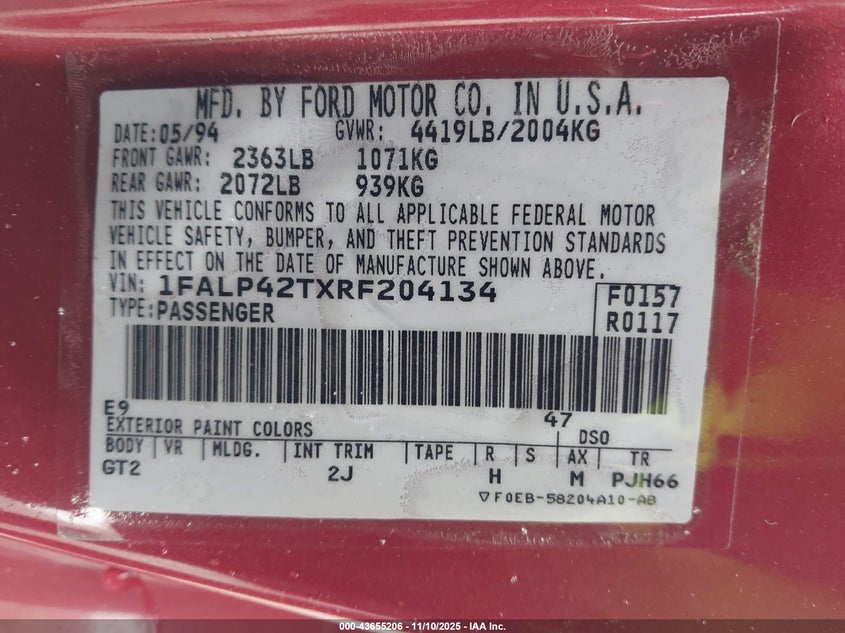 MFD. BY FORD MOTOR CO. IN U.S.A.
DATE: 05/94 GVWR: 4419LB/2004KG
FRONT GAWR: 2363LB 1071KG
REAR GAWR: 2072LB 939KG
THIS VEHICLE CONFORMS TO ALL APPLICABLE FEDERAL MOTOR
VEHICLE SAFETY, BUMPER, AND THEFT PREVENTION STANDARDS
IN EFFECT ON THE DATE OF MANUFACTURE SHOWN ABOVE.
VIN: 1FALP42TXRF204134 F0157
TYPE: PASSENGER R0117
E9 47
EXTERIOR PAINT COLORS DSO
BODY VR MLDG. INT TRIM TAPE R S AX TR
GT2 2J H M PJH66
▽F0EB-58204A10-AB
000-43655206 - 11/10/2025 - IAA Inc.